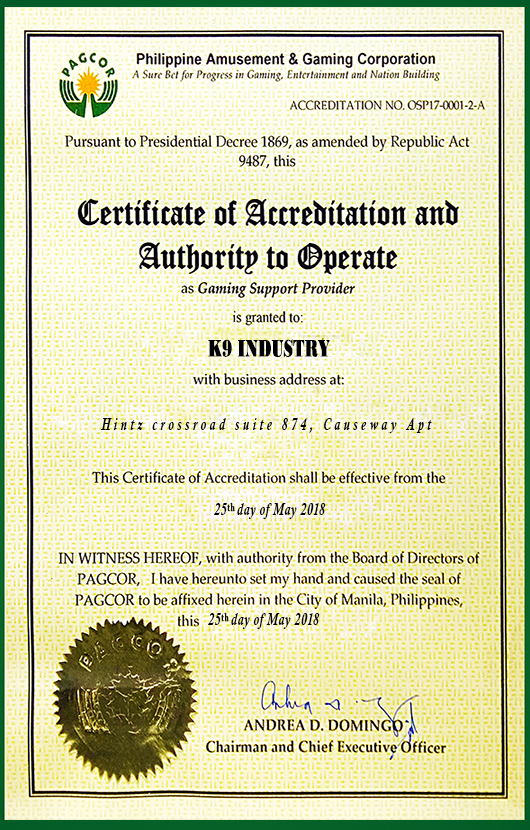 PAGCOR
Philippine Amusement & Gaming Corporation
A Sure Bet for Progress in Gaming, Entertainment and Nation Building
ACCREDITATION NO. OSP17-0001-2-A
Pursuant to Presidential Decree 1869, as amended by Republic Act
9487, this
Certificate of Accreditation and
Authority to Operate
as Gaming Support Provider
is granted to:
K9 INDUSTRY
with business address at:
Hintz crossroad suite 874, Causeway Apt
This Certificate of Accreditation shall be effective from the
25th day of May 2018
IN WITNESS HEREOF, with authority from the Board of Directors of
PAGCOR, I have hereunto set my hand and caused the seal of
PAGCOR to be affixed herein in the City of Manila, Philippines,
this 25th day of May 2018
PAGCOR
ANDREA D. DOMINGO
Chairman and Chief Executive Officer